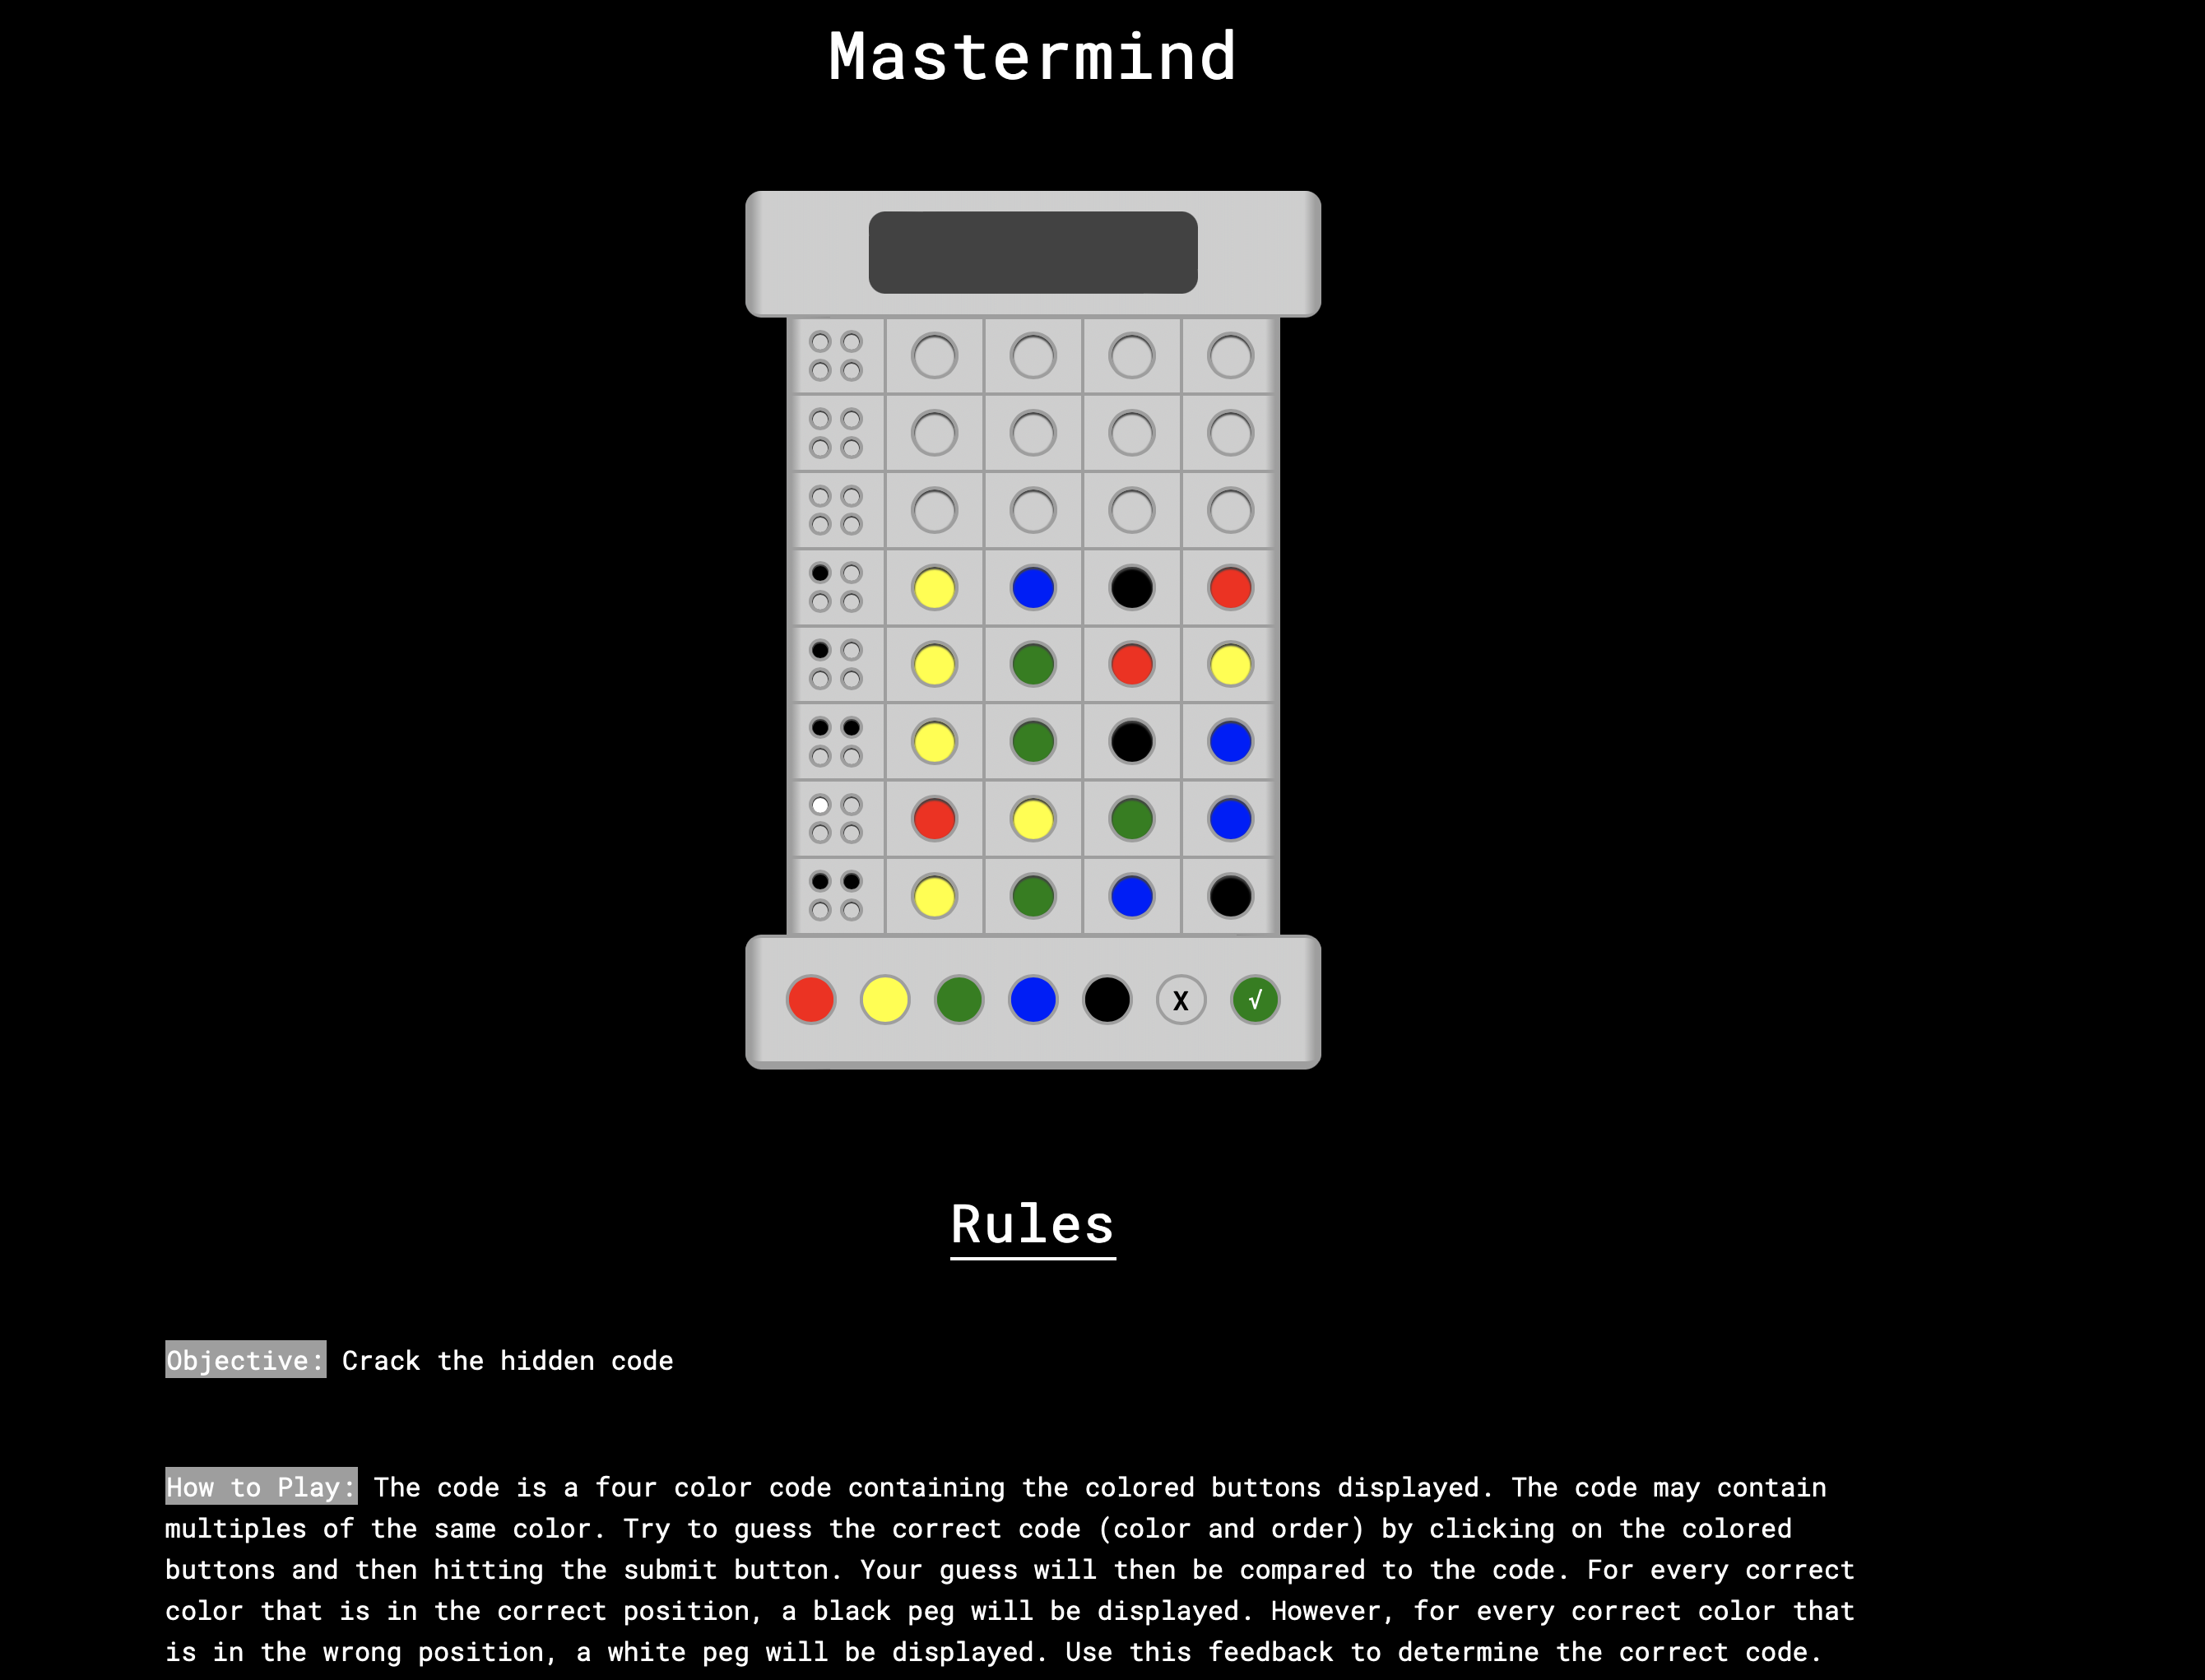 Mastermind
X √
Rules
Objective: Crack the hidden code
How to Play: The code is a four color code containing the colored buttons displayed. The code may contain
multiples of the same color. Try to guess the correct code (color and order) by clicking on the colored
buttons and then hitting the submit button. Your guess will then be compared to the code. For every correct
color that is in the correct position, a black peg will be displayed. However, for every correct color that
is in the wrong position, a white peg will be displayed. Use this feedback to determine the correct code.